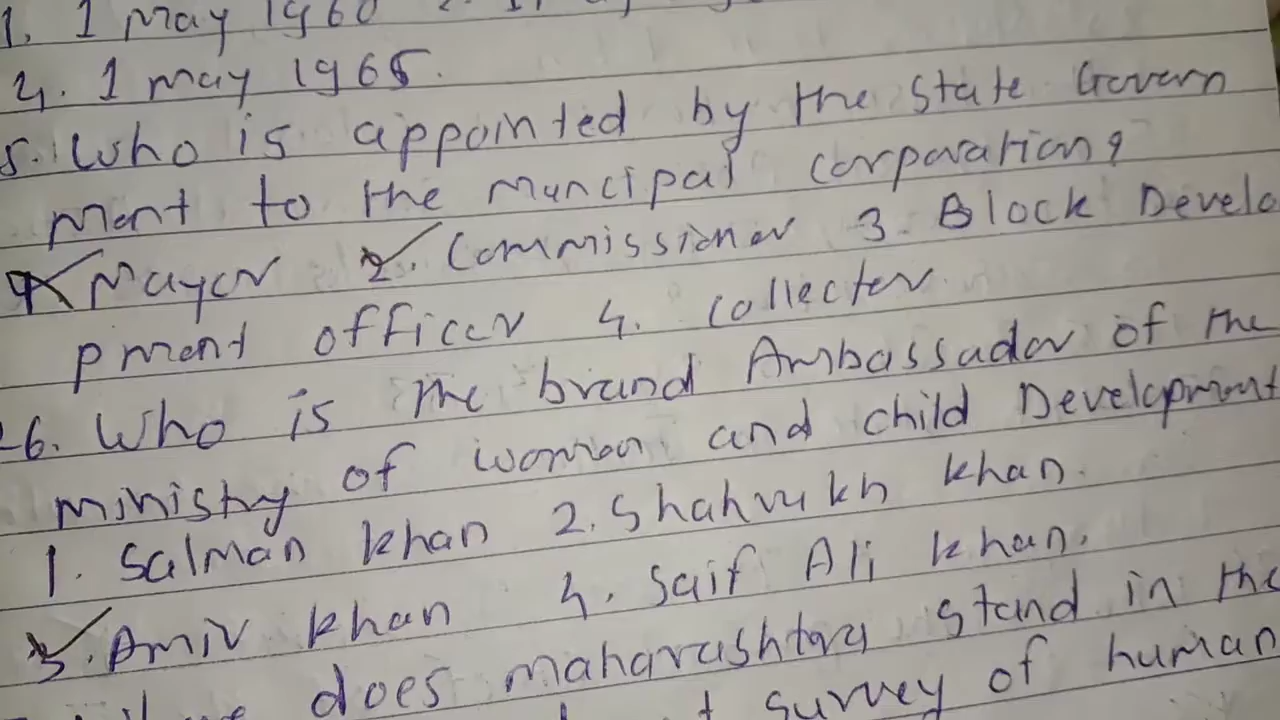 1. 1 may 1960
4. 1 may 1965.
5. Who is appointed by the State Govern
ment to the muncipal corporation?
Mayor 2. Commissioner 3. Block Develo
pment officer 4. collecter.
6. Who is the brand Ambassador of the
ministry of woman and child Development
1. Salman khan 2. Shahrukh khan.
3. Amir khan 4. Saif Ali khan.
does maharashtra stand in the
survey of human